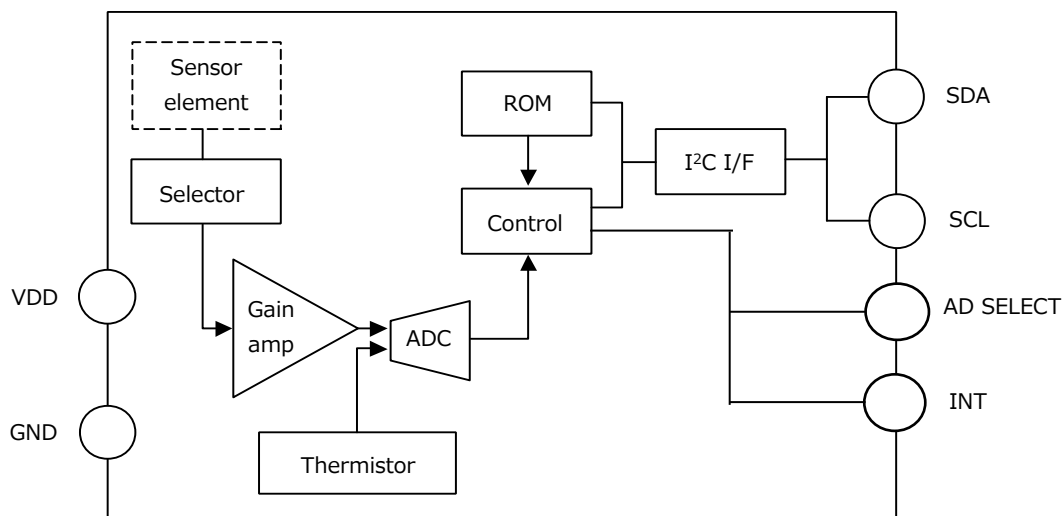 Sensor
element
Selector
VDD
GND
Gain
amp
ADC
Thermistor
ROM
Control
I²C I/F
SDA
SCL
AD SELECT
INT